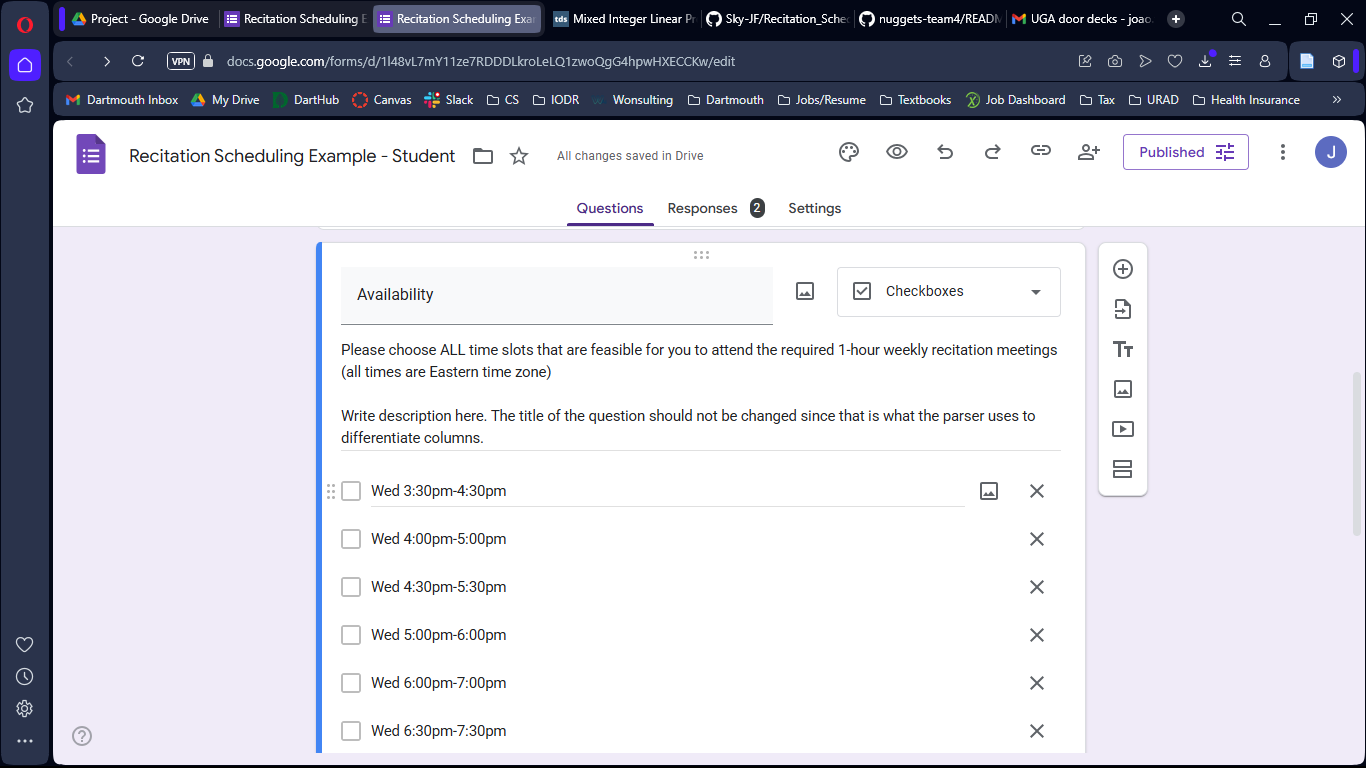 Project - Google Drive
Recitation Scheduling E
Recitation Scheduling Exar
tds Mixed Integer Linear Pr
Sky-JF/Recitation_Sched
nuggets-team4/READM
UGA door decks - joao.
VPN
docs.google.com/forms/d/1l48vL7mY11ze7RDDDLkroLeLQ1zwoQgG4hpwHXECCKw/edit
Dartmouth Inbox
My Drive
DartHub
Canvas
Slack
CS
IODR
Wonsulting
Dartmouth
Jobs/Resume
Textbooks
Job Dashboard
Tax
URAD
Health Insurance
Recitation Scheduling Example - Student
All changes saved in Drive
Published
J
Questions
Responses 2
Settings
Availability
Checkboxes
Please choose ALL time slots that are feasible for you to attend the required 1-hour weekly recitation meetings
(all times are Eastern time zone)
Write description here. The title of the question should not be changed since that is what the parser uses to
differentiate columns.
Wed 3:30pm-4:30pm
Wed 4:00pm-5:00pm
Wed 4:30pm-5:30pm
Wed 5:00pm-6:00pm
Wed 6:00pm-7:00pm
Wed 6:30pm-7:30pm